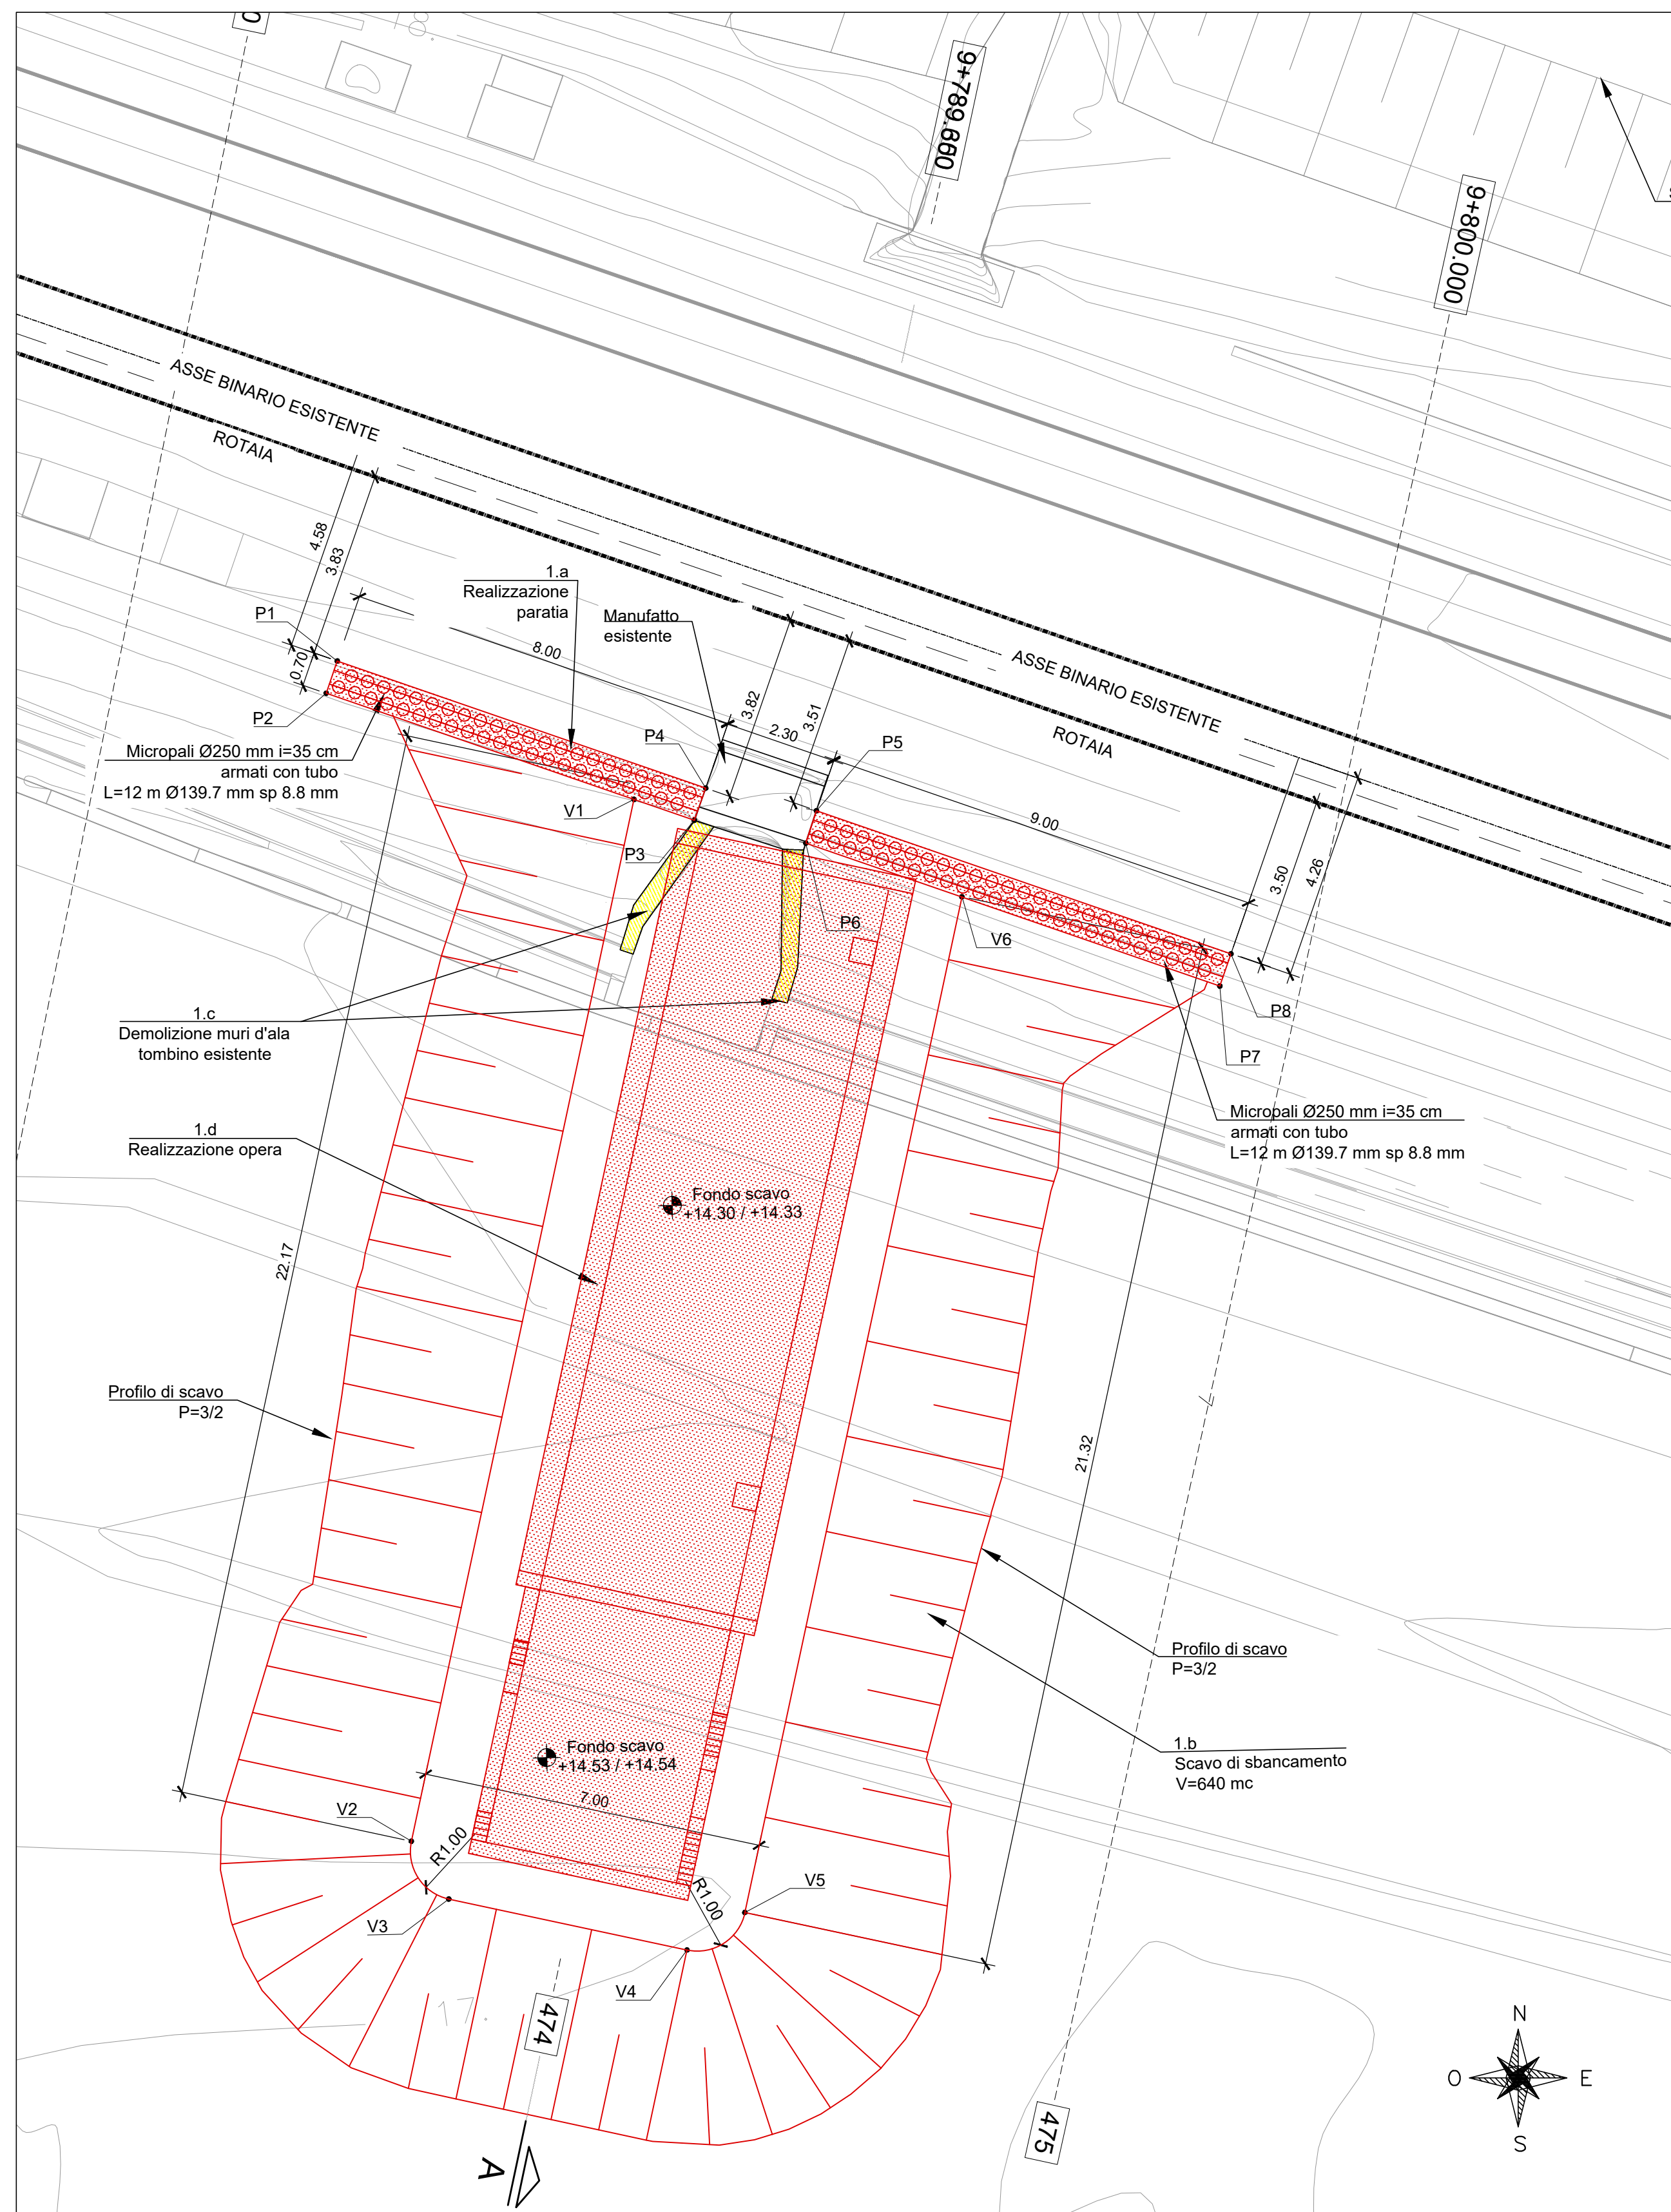 0
8
9+789.660
9+800.000
ASSE BINARIO ESISTENTE
ROTAIA
4.58
3.83
0.70
P1
P2
1.a
Realizzazione
paratia
Manufatto
esistente
8.00
3.82
3.51
2.30
ASSE BINARIO ESISTENTE
ROTAIA
P4
P5
9.00
3.50
4.26
Micropali Ø250 mm i=35 cm
armati con tubo
L=12 m Ø139.7 mm sp 8.8 mm
V1
P3
P6
V6
P8
P7
1.c
Demolizione muri d'ala
tombino esistente
Micropali Ø250 mm i=35 cm
armati con tubo
L=12 m Ø139.7 mm sp 8.8 mm
1.d
Realizzazione opera
Fondo scavo
+14.30 / +14.33
22.17
21.32
Profilo di scavo
P=3/2
Profilo di scavo
P=3/2
1.b
Scavo di sbancamento
V=640 mc
Fondo scavo
+14.53 / +14.54
7.00
V2
R1.00
R1.00
V5
V3
V4
17.
474
475
A
N
O
E
S